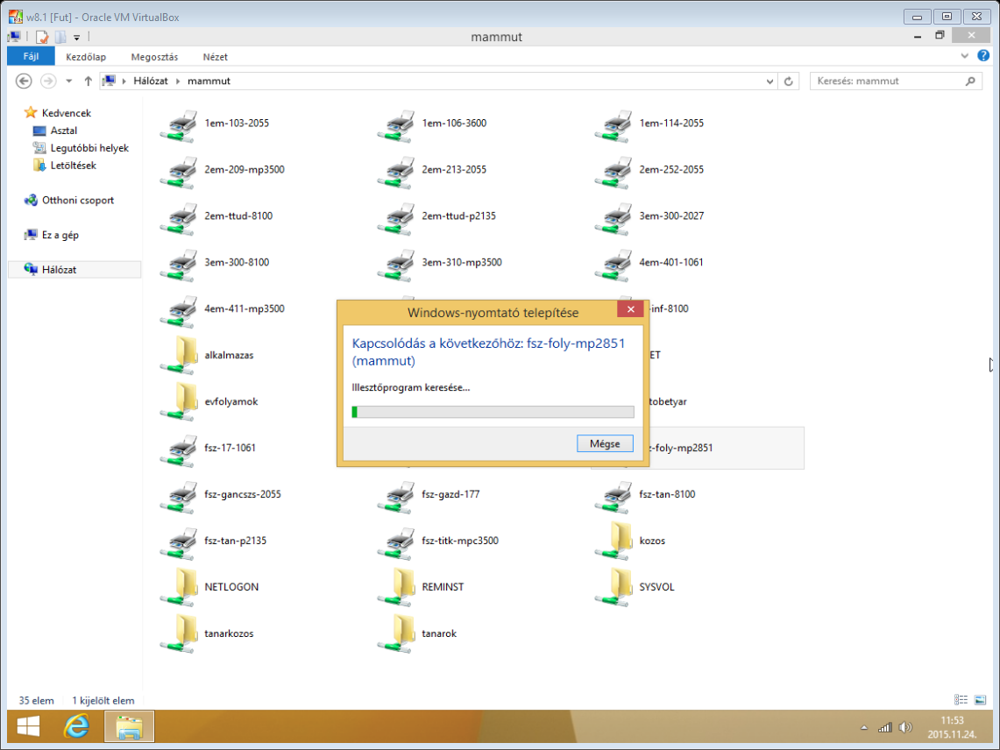 w8.1 [Fut] - Oracle VM VirtualBox
mammut
Fájl Kezdőlap Megosztás Nézet
Hálózat mammut Keresés: mammut
Kedvencek
Asztal
Legutóbbi helyek
Letöltések
Otthoni csoport
Ez a gép
Hálózat
1em-103-2055 1em-106-3600 1em-114-2055
2em-209-mp3500 2em-213-2055 2em-252-2055
2em-ttud-8100 2em-ttud-p2135 3em-300-2027
3em-300-8100 3em-310-mp3500 4em-401-1061
4em-411-mp3500 -inf-8100
alkalmazas ET
evfolyamok tobetyar
fsz-17-1061 z-foly-mp2851
fsz-gancszs-2055 fsz-gazd-177 fsz-tan-8100
fsz-tan-p2135 fsz-titk-mpc3500 kozos
NETLOGON REMINST SYSVOL
tanarkozos tanarok
Windows-nyomtató telepítése
Kapcsolódás a következőhöz: fsz-foly-mp2851
(mammut)
Illesztőprogram keresése...
Mégse
35 elem 1 kijelölt elem
11:53
2015.11.24.